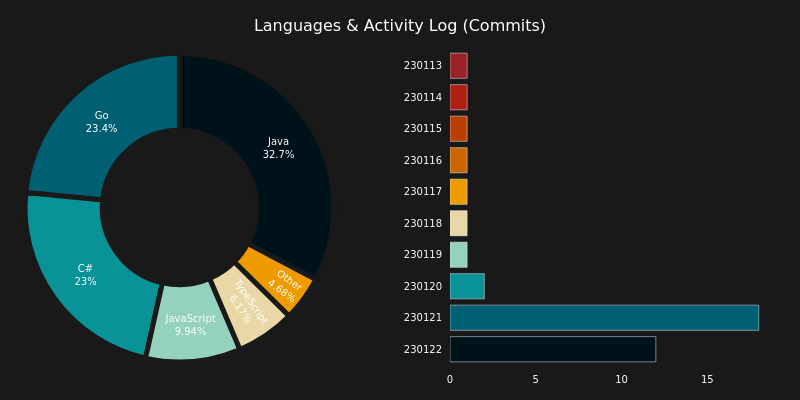 Languages & Activity Log (Commits)
Go
23.4%
Java
32.7%
C#
23%
JavaScript
9.94%
TypeScript
6.17%
Other
4.68%
230113
230114
230115
230116
230117
230118
230119
230120
230121
230122
0
5
10
15